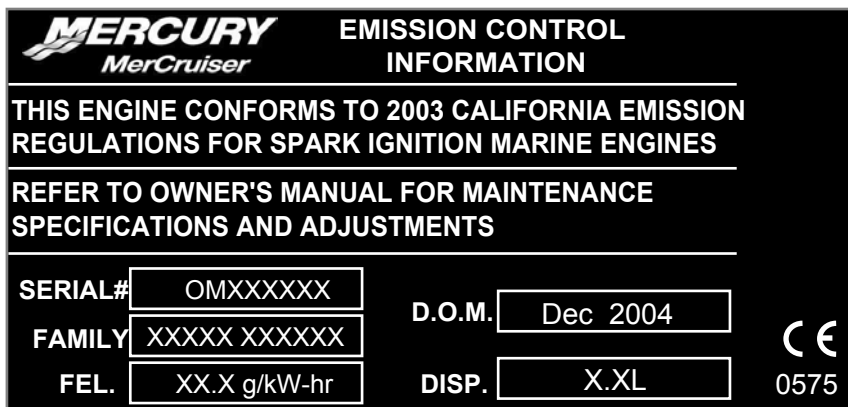 MERCURY
MerCruiser
EMISSION CONTROL
INFORMATION
THIS ENGINE CONFORMS TO 2003 CALIFORNIA EMISSION
REGULATIONS FOR SPARK IGNITION MARINE ENGINES
REFER TO OWNER'S MANUAL FOR MAINTENANCE
SPECIFICATIONS AND ADJUSTMENTS
SERIAL# OMXXXXXX
FAMILY XXXXX XXXXXX
FEL. XX.X g/kW-hr
D.O.M. Dec 2004
DISP. X.XL
CE
0575